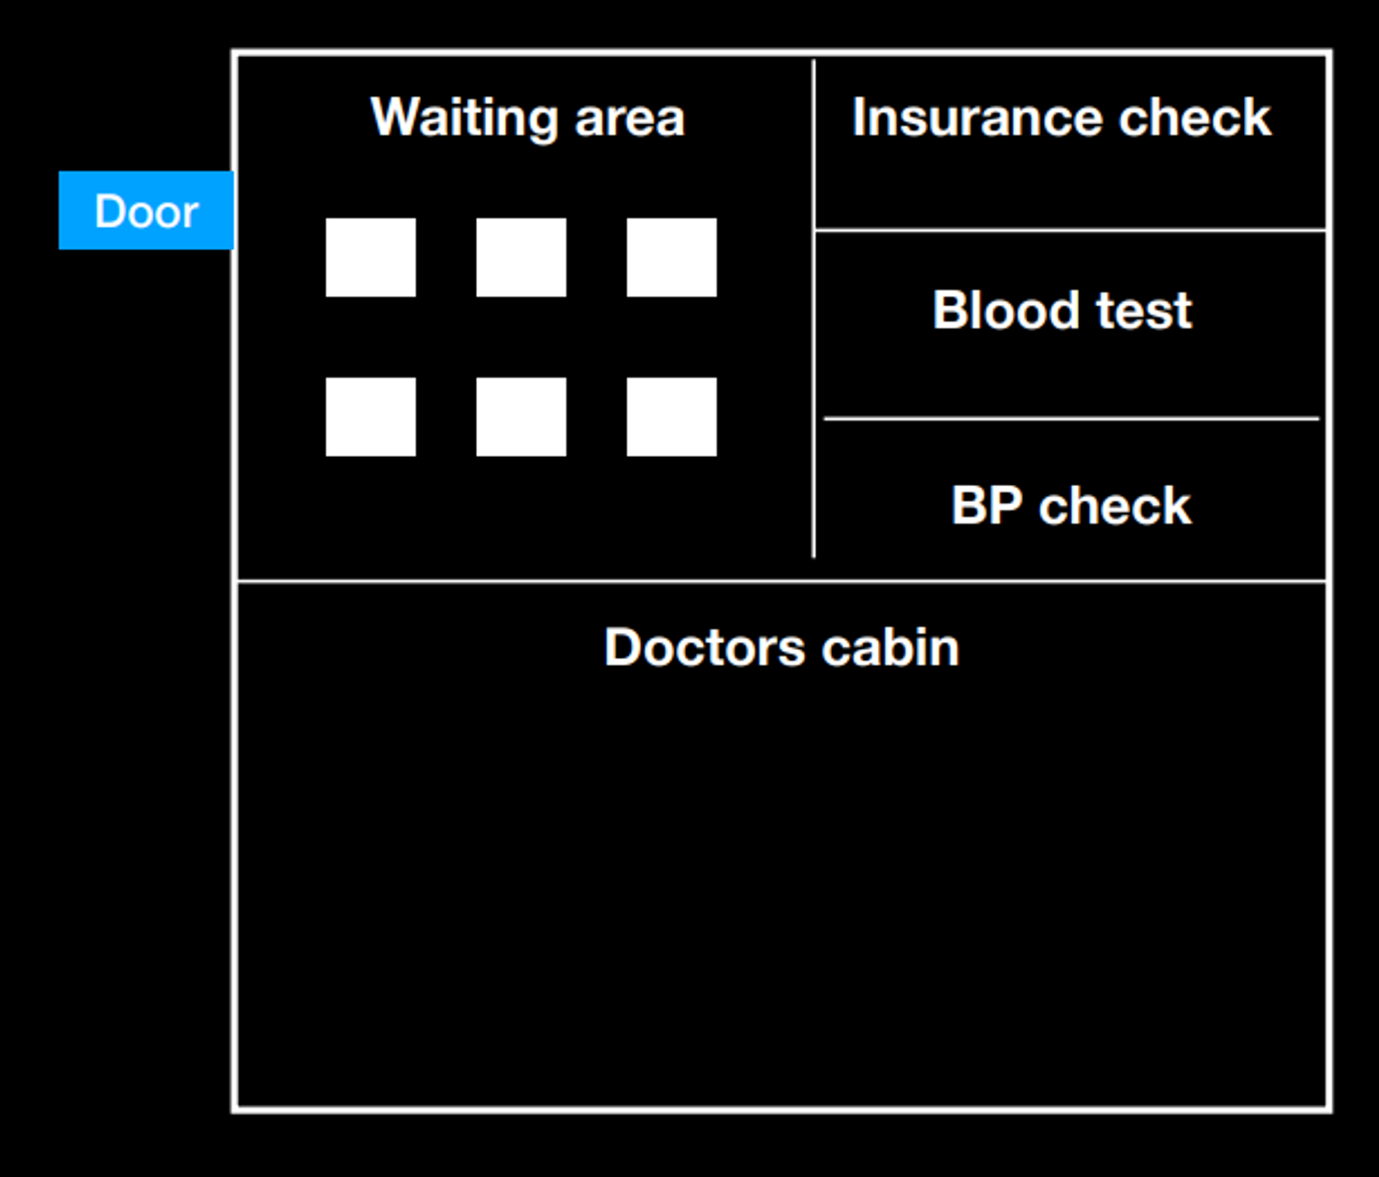 Waiting area
Insurance check
Door
Blood test
BP check
Doctors cabin